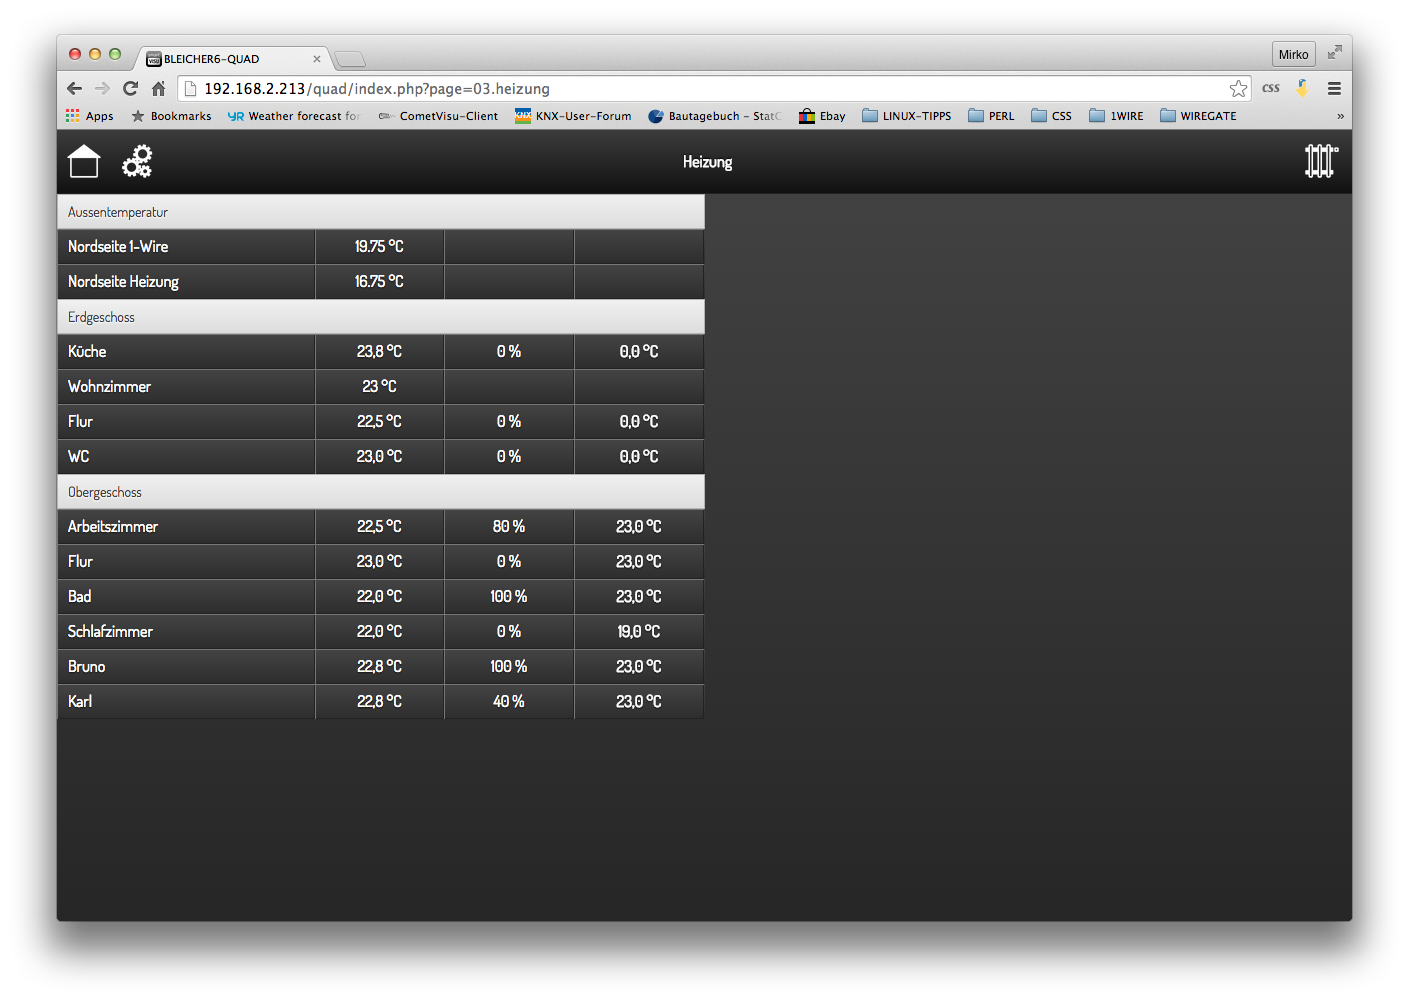 BLEICHER6-QUAD
Mirko
192.168.2.213/quad/index.php?page=03.heizung
css
Apps Bookmarks Weather forecast for CometVisu-Client KNX-User-Forum Bautagebuch - Stat Ebay LINUX-TIPPS PERL CSS 1WIRE WIREGATE »
Heizung
Aussentemperatur
Nordseite 1-Wire 19.75 °C
Nordseite Heizung 16.75 °C
Erdgeschoss
Küche 23,8 °C 0 % 0,0 °C
Wohnzimmer 23 °C
Flur 22,5 °C 0 % 0,0 °C
WC 23,0 °C 0 % 0,0 °C
Obergeschoss
Arbeitszimmer 22,5 °C 80 % 23,0 °C
Flur 23,0 °C 0 % 23,0 °C
Bad 22,0 °C 100 % 23,0 °C
Schlafzimmer 22,0 °C 0 % 19,0 °C
Bruno 22,8 °C 100 % 23,0 °C
Karl 22,8 °C 40 % 23,0 °C